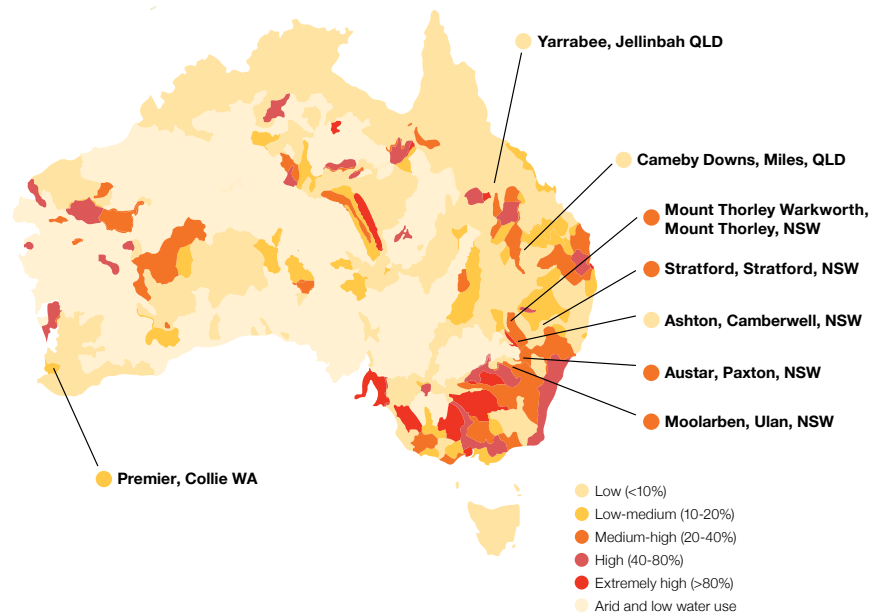 Yarrabee, Jellinbah QLD
Cameby Downs, Miles, QLD
Mount Thorley Warkworth,
Mount Thorley, NSW
Stratford, Stratford, NSW
Ashton, Camberwell, NSW
Austar, Paxton, NSW
Moolarben, Ulan, NSW
Premier, Collie WA
Low (<10%)
Low-medium (10-20%)
Medium-high (20-40%)
High (40-80%)
Extremely high (>80%)
Arid and low water use